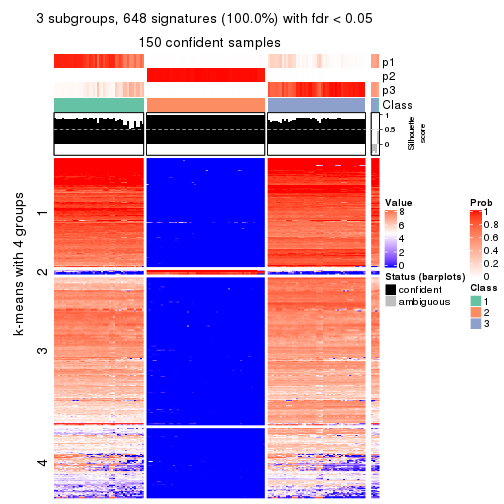 3 subgroups, 648 signatures (100.0%) with fdr < 0.05
150 confident samples
p1
p2
p3
Class
1
0.5
0
Silhouette
score
k-means with 4 groups
1
2
3
4
Value
8
6
4
2
0
Status (barplots)
confident
ambiguous
Prob
1
0.8
0.6
0.4
0.2
0
Class
1
2
3